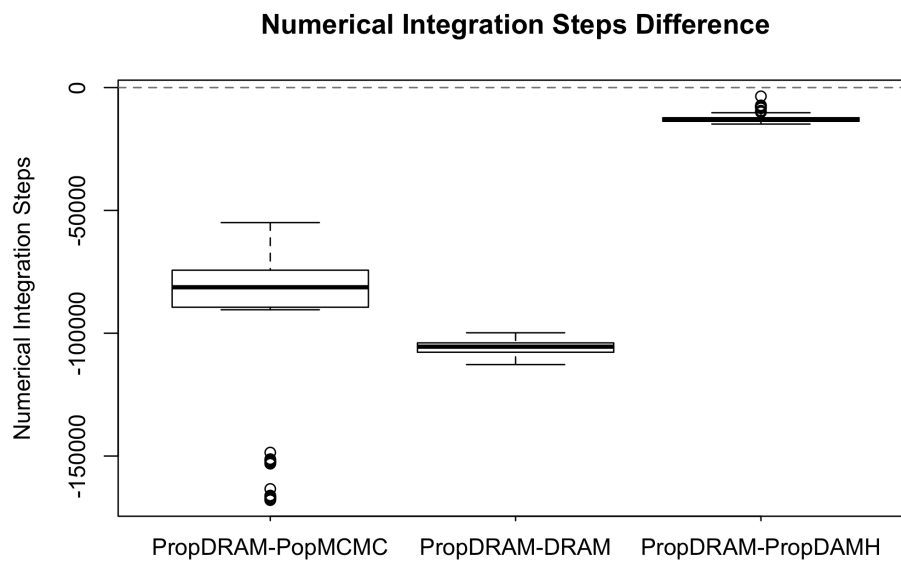 Numerical Integration Steps Difference
Numerical Integration Steps
0
-50000
-100000
-150000
PropDRAM-PopMCMC PropDRAM-DRAM PropDRAM-PropDAMH